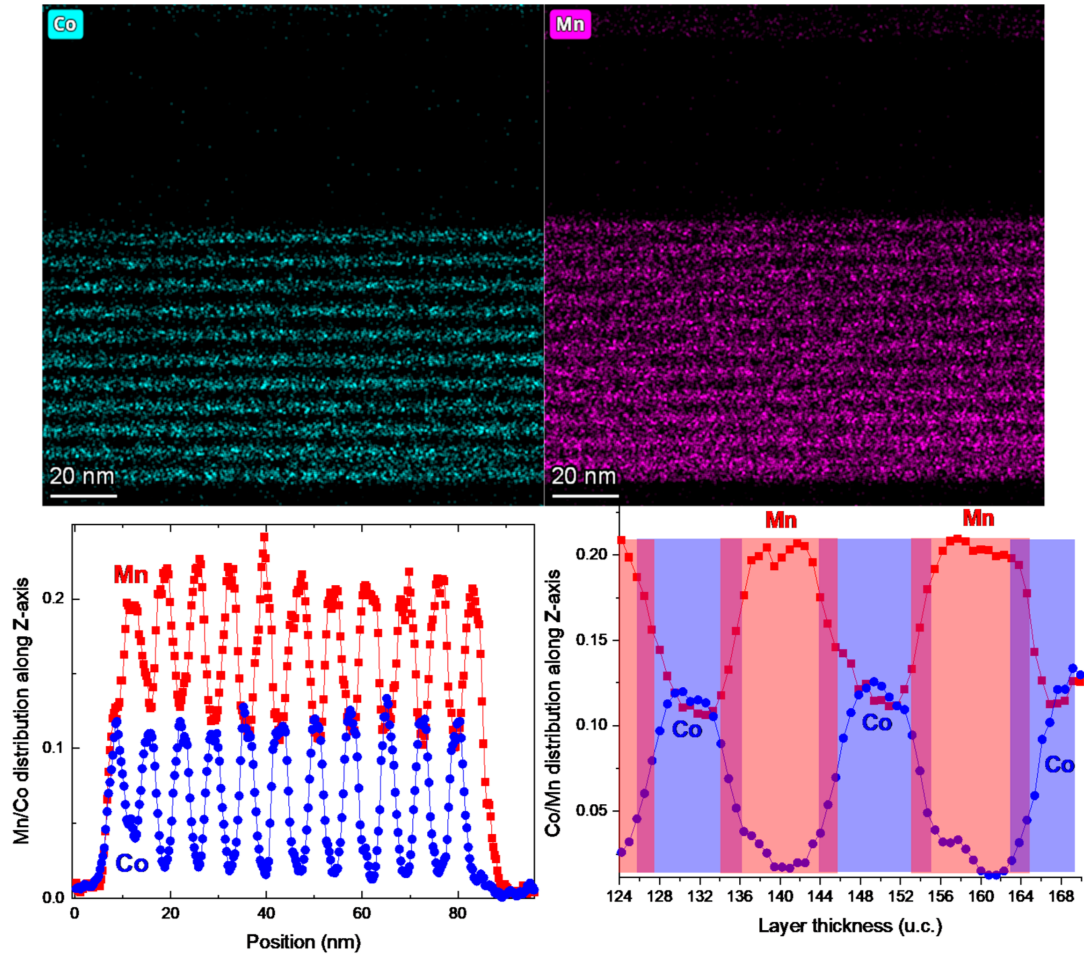 Co
Mn
20 nm
20 nm
Mn/Co distribution along Z-axis
0.2
0.1
0.0
Mn
Co
0
20
40
60
80
Position (nm)
Co/Mn distribution along Z-axis
0.20
0.15
0.10
0.05
Mn
Mn
Co
Co
Co
124
128
132
136
140
144
148
152
156
160
164
168
Layer thickness (u.c.)